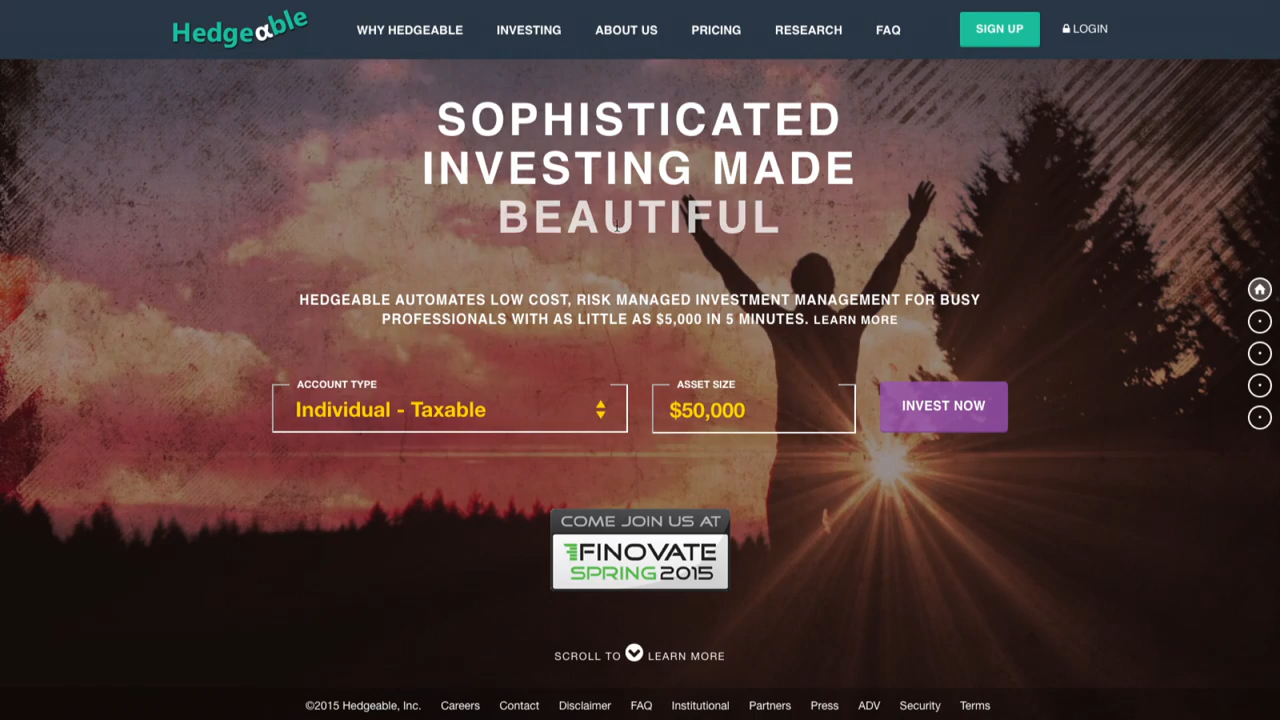 Hedgeαble
WHY HEDGEABLE
INVESTING
ABOUT US
PRICING
RESEARCH
FAQ
SIGN UP
LOGIN
SOPHISTICATED
INVESTING MADE
BEAUTIFUL
HEDGEABLE AUTOMATES LOW COST, RISK MANAGED INVESTMENT MANAGEMENT FOR BUSY
PROFESSIONALS WITH AS LITTLE AS $5,000 IN 5 MINUTES. LEARN MORE
ACCOUNT TYPE
Individual - Taxable
ASSET SIZE
$50,000
INVEST NOW
COME JOIN US AT
FINOVATE
SPRING 2015
SCROLL TO LEARN MORE
©2015 Hedgeable, Inc.
Careers
Contact
Disclaimer
FAQ
Institutional
Partners
Press
ADV
Security
Terms